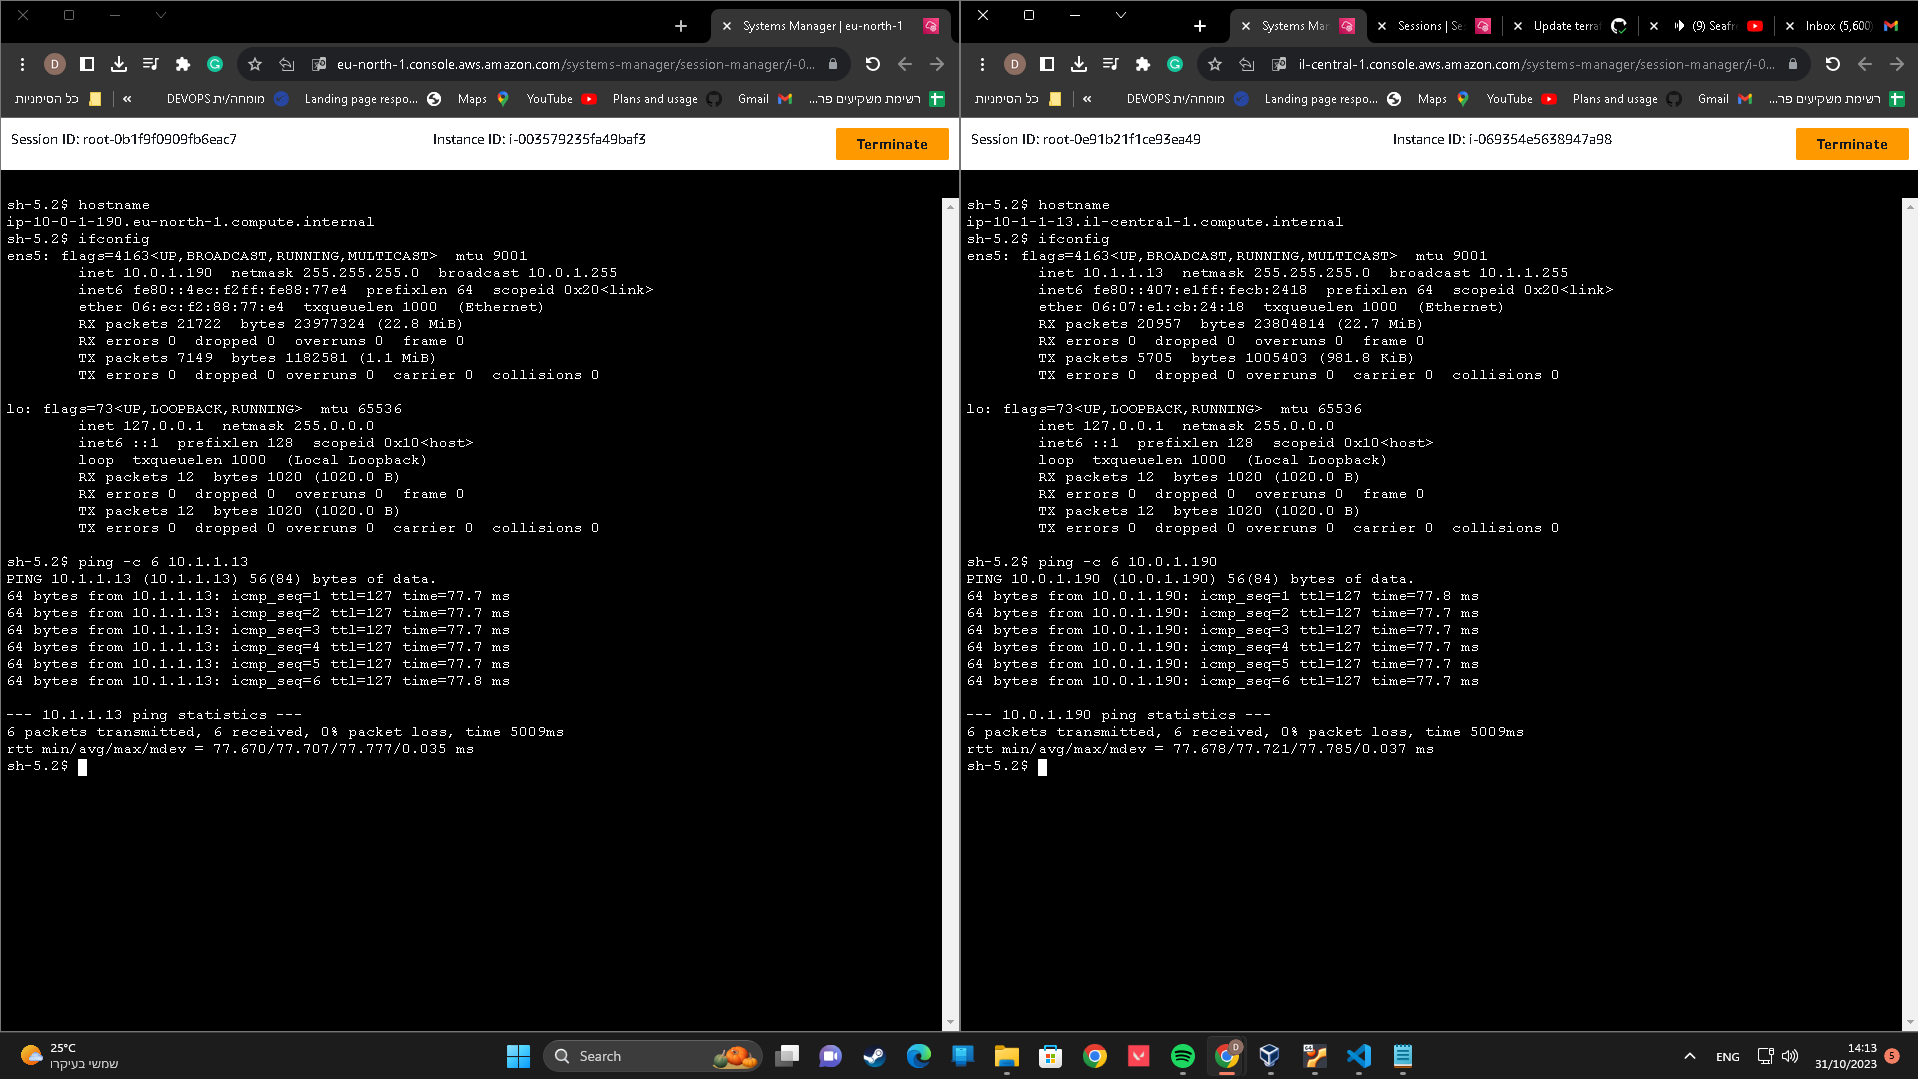 Systems Manager | eu-north-1
eu-north-1.console.aws.amazon.com/systems-manager/session-manager/i-0...
כל הסימניות
DEVOPS מומחה/ית
Landing page respo...
Maps
YouTube
Plans and usage
Gmail
רשימת משקיעים פר...
Session ID: root-0b1f9f0909fb6eac7
Instance ID: i-003579235fa49baf3
Terminate
sh-5.2$ hostname
ip-10-0-1-190.eu-north-1.compute.internal
sh-5.2$ ifconfig
ens5: flags=4163<UP,BROADCAST,RUNNING,MULTICAST>  mtu 9001
        inet 10.0.1.190  netmask 255.255.255.0  broadcast 10.0.1.255
        inet6 fe80::4ec:f2ff:fe88:77e4  prefixlen 64  scopeid 0x20<link>
        ether 06:ec:f2:88:77:e4  txqueuelen 1000  (Ethernet)
        RX packets 21722  bytes 23977324 (22.8 MiB)
        RX errors 0  dropped 0  overruns 0  frame 0
        TX packets 7149  bytes 1182581 (1.1 MiB)
        TX errors 0  dropped 0 overruns 0  carrier 0  collisions 0
lo: flags=73<UP,LOOPBACK,RUNNING>  mtu 65536
        inet 127.0.0.1  netmask 255.0.0.0
        inet6 ::1  prefixlen 128  scopeid 0x10<host>
        loop  txqueuelen 1000  (Local Loopback)
        RX packets 12  bytes 1020 (1020.0 B)
        RX errors 0  dropped 0  overruns 0  frame 0
        TX packets 12  bytes 1020 (1020.0 B)
        TX errors 0  dropped 0 overruns 0  carrier 0  collisions 0
sh-5.2$ ping -c 6 10.1.1.13
PING 10.1.1.13 (10.1.1.13) 56(84) bytes of data.
64 bytes from 10.1.1.13: icmp_seq=1 ttl=127 time=77.7 ms
64 bytes from 10.1.1.13: icmp_seq=2 ttl=127 time=77.7 ms
64 bytes from 10.1.1.13: icmp_seq=3 ttl=127 time=77.7 ms
64 bytes from 10.1.1.13: icmp_seq=4 ttl=127 time=77.7 ms
64 bytes from 10.1.1.13: icmp_seq=5 ttl=127 time=77.7 ms
64 bytes from 10.1.1.13: icmp_seq=6 ttl=127 time=77.8 ms
--- 10.1.1.13 ping statistics ---
6 packets transmitted, 6 received, 0% packet loss, time 5009ms
rtt min/avg/max/mdev = 77.670/77.707/77.777/0.035 ms
sh-5.2$
Systems Mar
Sessions | Se
Update terra
(9) Seafr
Inbox (5,600)
il-central-1.console.aws.amazon.com/systems-manager/session-manager/i-0...
כל הסימניות
DEVOPS מומחה/ית
Landing page respo...
Maps
YouTube
Plans and usage
Gmail
רשימת משקיעים פר...
Session ID: root-0e91b21f1ce93ea49
Instance ID: i-069354e5638947a98
Terminate
sh-5.2$ hostname
ip-10-1-1-13.il-central-1.compute.internal
sh-5.2$ ifconfig
ens5: flags=4163<UP,BROADCAST,RUNNING,MULTICAST>  mtu 9001
        inet 10.1.1.13  netmask 255.255.255.0  broadcast 10.1.1.255
        inet6 fe80::407:e1ff:fecb:2418  prefixlen 64  scopeid 0x20<link>
        ether 06:07:e1:cb:24:18  txqueuelen 1000  (Ethernet)
        RX packets 20957  bytes 23804814 (22.7 MiB)
        RX errors 0  dropped 0  overruns 0  frame 0
        TX packets 5705  bytes 1005403 (981.8 KiB)
        TX errors 0  dropped 0 overruns 0  carrier 0  collisions 0
lo: flags=73<UP,LOOPBACK,RUNNING>  mtu 65536
        inet 127.0.0.1  netmask 255.0.0.0
        inet6 ::1  prefixlen 128  scopeid 0x10<host>
        loop  txqueuelen 1000  (Local Loopback)
        RX packets 12  bytes 1020 (1020.0 B)
        RX errors 0  dropped 0  overruns 0  frame 0
        TX packets 12  bytes 1020 (1020.0 B)
        TX errors 0  dropped 0 overruns 0  carrier 0  collisions 0
sh-5.2$ ping -c 6 10.0.1.190
PING 10.0.1.190 (10.0.1.190) 56(84) bytes of data.
64 bytes from 10.0.1.190: icmp_seq=1 ttl=127 time=77.8 ms
64 bytes from 10.0.1.190: icmp_seq=2 ttl=127 time=77.7 ms
64 bytes from 10.0.1.190: icmp_seq=3 ttl=127 time=77.7 ms
64 bytes from 10.0.1.190: icmp_seq=4 ttl=127 time=77.7 ms
64 bytes from 10.0.1.190: icmp_seq=5 ttl=127 time=77.7 ms
64 bytes from 10.0.1.190: icmp_seq=6 ttl=127 time=77.7 ms
--- 10.0.1.190 ping statistics ---
6 packets transmitted, 6 received, 0% packet loss, time 5009ms
rtt min/avg/max/mdev = 77.678/77.721/77.785/0.037 ms
sh-5.2$
25°C
שמשי בעיקרו
Search
ENG
14:13
31/10/2023
5